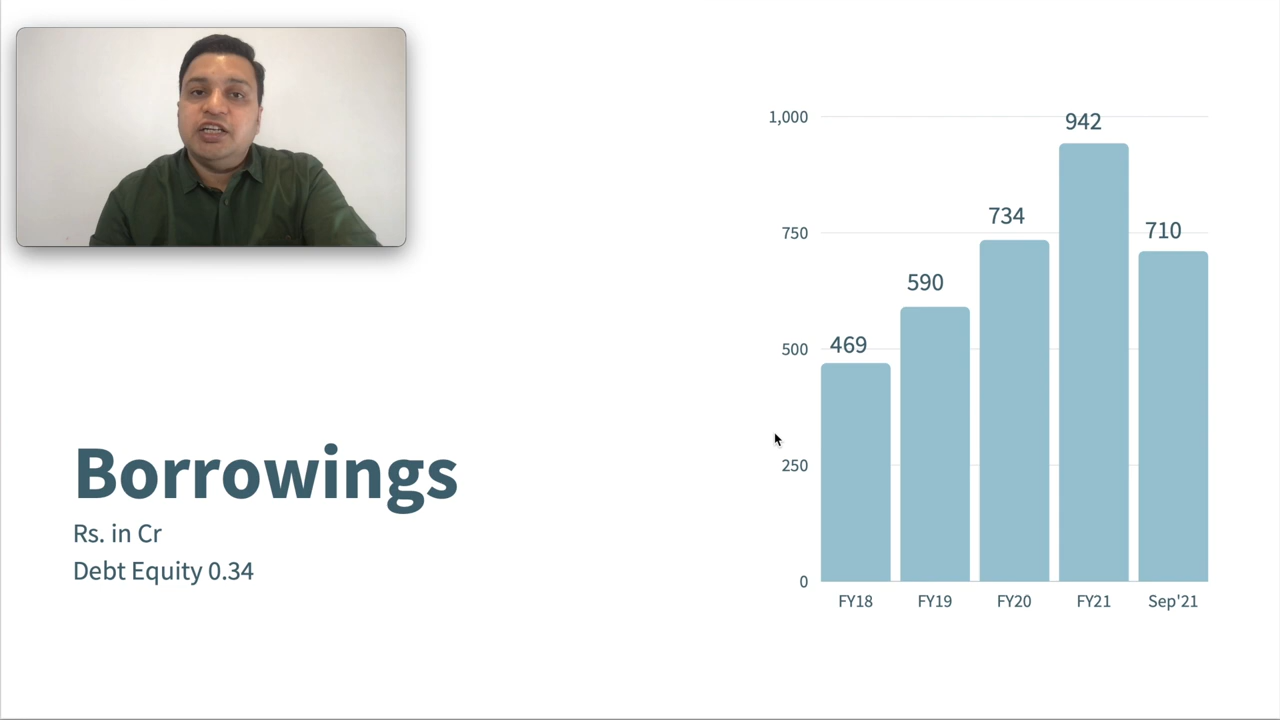 Borrowings
Rs. in Cr
Debt Equity 0.34
1,000
750
500
250
0
469
590
734
942
710
FY18
FY19
FY20
FY21
Sep'21